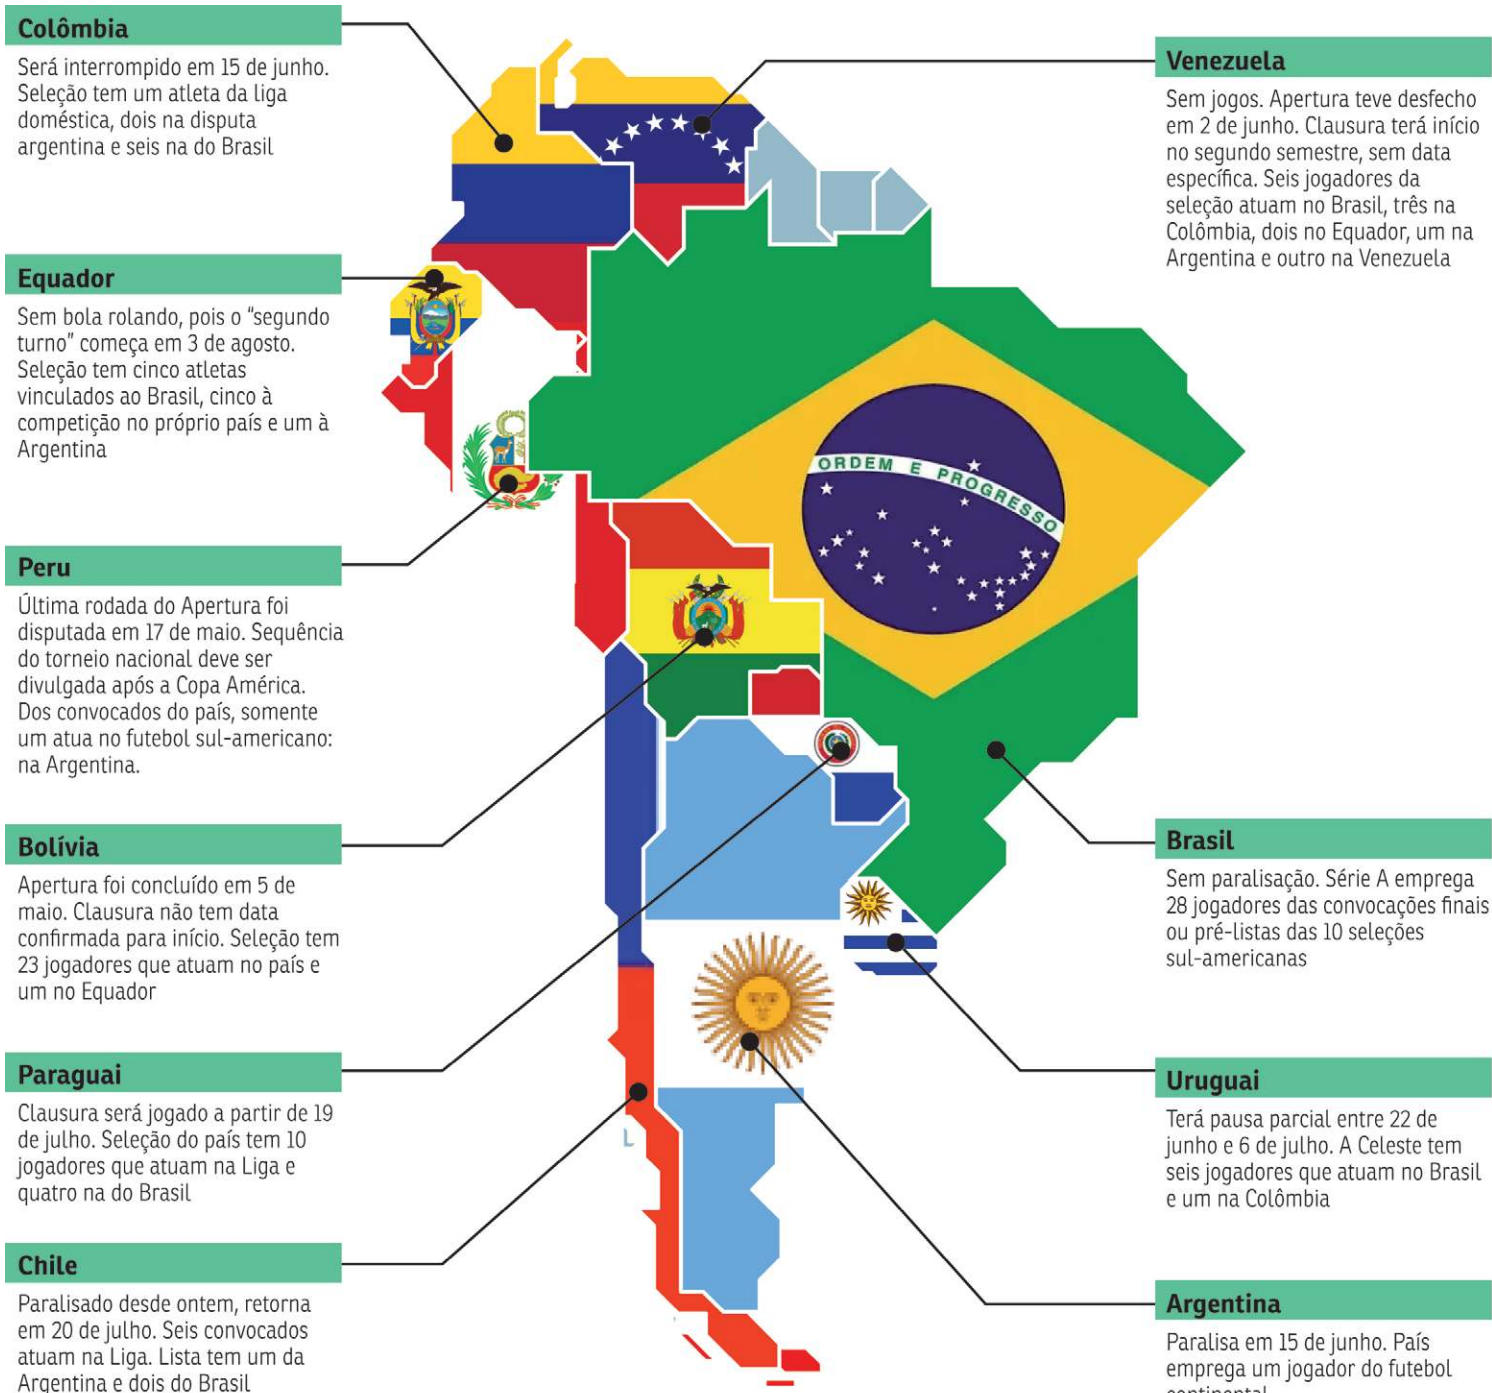 Colômbia
Será interrompido em 15 de junho.
Seleção tem um atleta da liga
doméstica, dois na disputa
argentina e seis na do Brasil
Equador
Sem bola rolando, pois o “segundo
turno” começa em 3 de agosto.
Seleção tem cinco atletas
vinculados ao Brasil, cinco à
competição no próprio país e um à
Argentina
Peru
Última rodada do Apertura foi
disputada em 17 de maio. Sequência
do torneio nacional deve ser
divulgada após a Copa América.
Dos convocados do país, somente
um atua no futebol sul-americano:
na Argentina.
Bolívia
Apertura foi concluído em 5 de
maio. Clausura não tem data
confirmada para início. Seleção tem
23 jogadores que atuam no país e
um no Equador
Paraguai
Clausura será jogado a partir de 19
de julho. Seleção do país tem 10
jogadores que atuam na Liga e
quatro na do Brasil
Chile
Paralisado desde ontem, retorna
em 20 de julho. Seis convocados
atuam na Liga. Lista tem um da
Argentina e dois do Brasil
ORDEM E PROGRESSO
Venezuela
Sem jogos. Apertura teve desfecho
em 2 de junho. Clausura terá início
no segundo semestre, sem data
específica. Seis jogadores da
seleção atuam no Brasil, três na
Colômbia, dois no Equador, um na
Argentina e outro na Venezuela
Brasil
Sem paralisação. Série A emprega
28 jogadores das convocações finais
ou pré-listas das 10 seleções
sul-americanas
Uruguai
Terá pausa parcial entre 22 de
junho e 6 de julho. A Celeste tem
seis jogadores que atuam no Brasil
e um na Colômbia
Argentina
Paralisa em 15 de junho. País
emprega um jogador do futebol